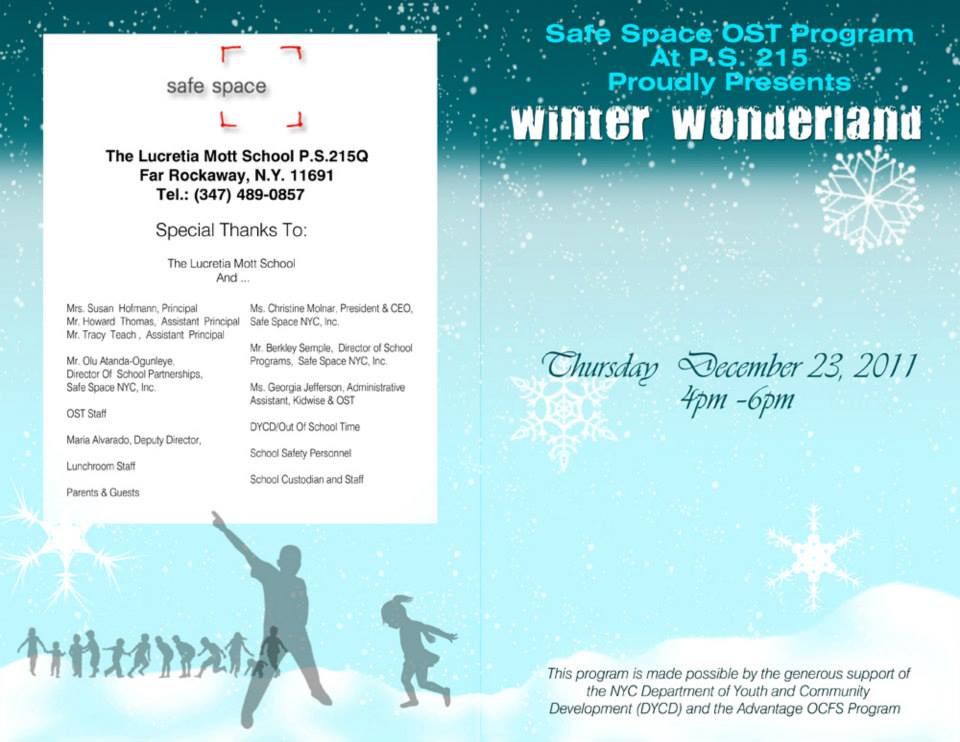 safe space
The Lucretia Mott School P.S.215Q
Far Rockaway, N.Y. 11691
Tel.: (347) 489-0857
Special Thanks To:
The Lucretia Mott School
And ...
Mrs. Susan Hofmann, Principal
Mr. Howard Thomas, Assistant Principal
Mr. Tracy Teach , Assistant Principal
Mr. Olu Atanda-Ogunleye,
Director Of School Partnerships,
Safe Space NYC, Inc.
OST Staff
Maria Alvarado, Deputy Director,
Lunchroom Staff
Parents & Guests
Ms. Christine Molnar, President & CEO,
Safe Space NYC, Inc.
Mr. Berkley Semple, Director of School
Programs, Safe Space NYC, Inc.
Ms. Georgia Jefferson, Administrative
Assistant, Kidwise & OST
DYCD/Out Of School Time
School Safety Personnel
School Custodian and Staff
Safe Space OST Program
At P.S. 215
Proudly Presents
Winter Wonderland
Thursday December 23, 2011
4pm -6pm
This program is made possible by the generous support of
the NYC Department of Youth and Community
Development (DYCD) and the Advantage OCFS Program